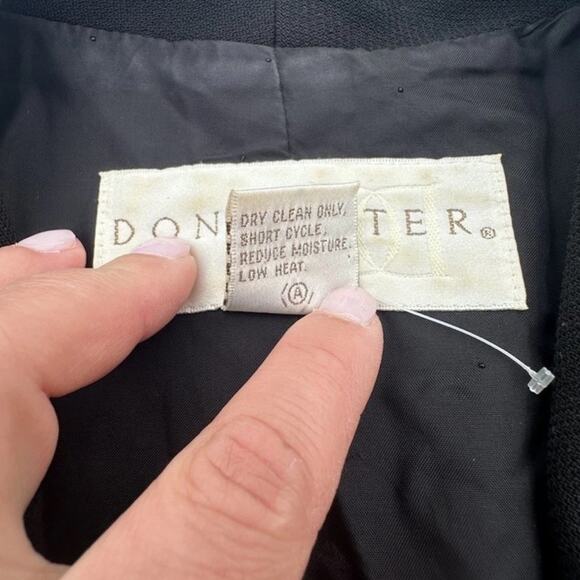 DON TER®
DRY CLEAN ONLY,
SHORT CYCLE,
REDUCE MOISTURE.
LOW HEAT.
A